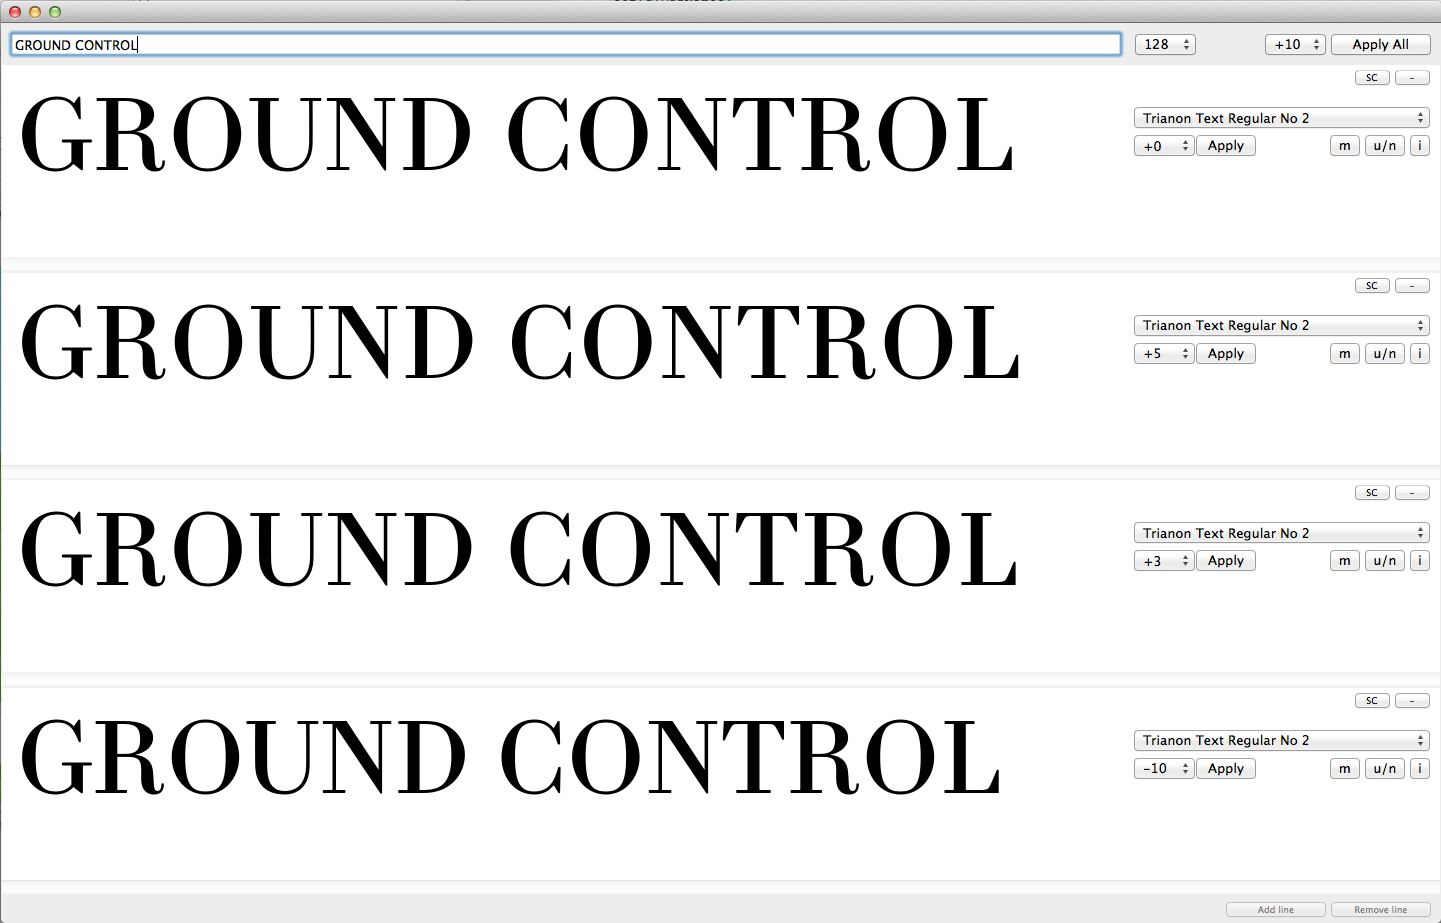 GROUND CONTROL 128 +10 Apply All
SC -
GROUND CONTROL
Trianon Text Regular No 2
+0 Apply m u/n i
SC -
GROUND CONTROL
Trianon Text Regular No 2
+5 Apply m u/n i
SC -
GROUND CONTROL
Trianon Text Regular No 2
+3 Apply m u/n i
SC -
GROUND CONTROL
Trianon Text Regular No 2
-10 Apply m u/n i
Add line Remove line